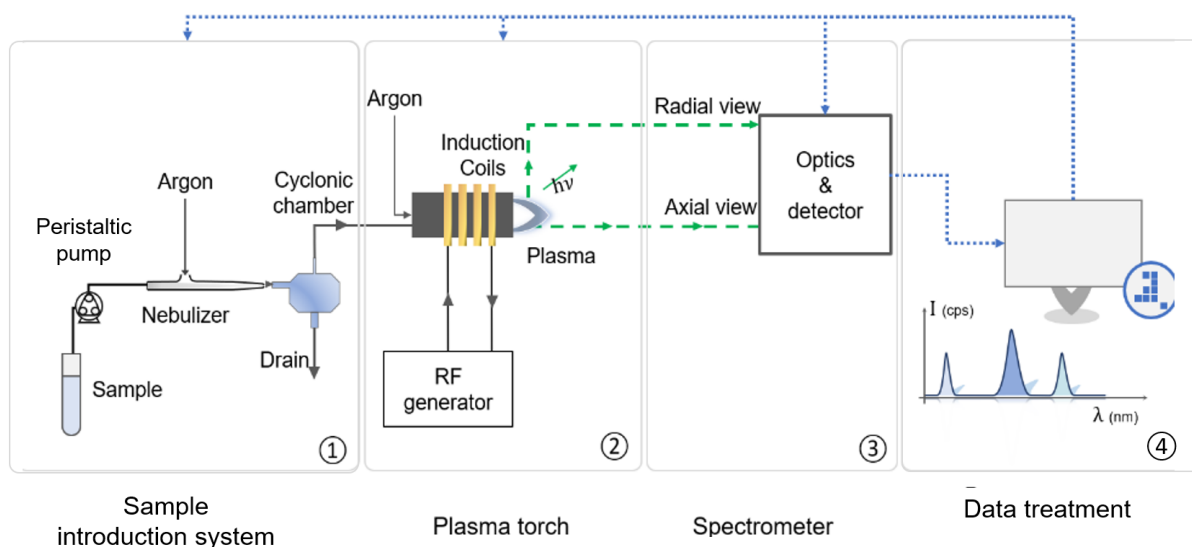 Argon
Peristaltic
pump
Nebulizer
Sample
Cyclonic
chamber
Drain
①
Argon
Induction
Coils
hν
Plasma
RF
generator
②
Radial view
Axial view
Optics
&
detector
③
I (cps)
λ (nm)
④
Sample
introduction system
Plasma torch
Spectrometer
Data treatment